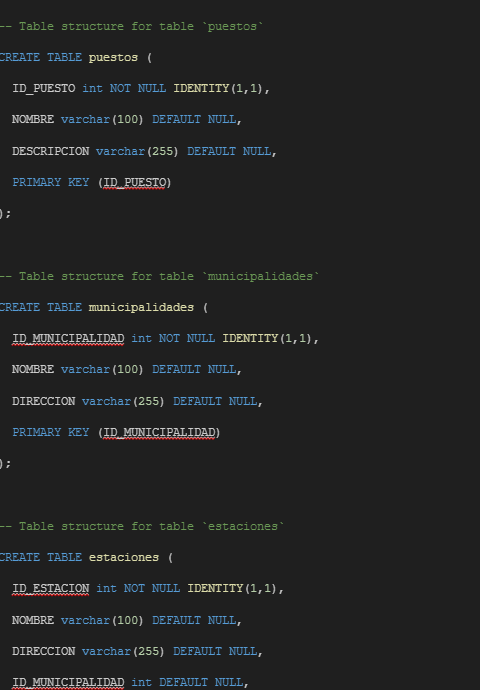 -- Table structure for table `puestos`
CREATE TABLE puestos (
ID_PUESTO int NOT NULL IDENTITY(1,1),
NOMBRE varchar(100) DEFAULT NULL,
DESCRIPCION varchar(255) DEFAULT NULL,
PRIMARY KEY (ID_PUESTO)
);
-- Table structure for table `municipalidades`
CREATE TABLE municipalidades (
ID_MUNICIPALIDAD int NOT NULL IDENTITY(1,1),
NOMBRE varchar(100) DEFAULT NULL,
DIRECCION varchar(255) DEFAULT NULL,
PRIMARY KEY (ID_MUNICIPALIDAD)
);
-- Table structure for table `estaciones`
CREATE TABLE estaciones (
ID_ESTACION int NOT NULL IDENTITY(1,1),
NOMBRE varchar(100) DEFAULT NULL,
DIRECCION varchar(255) DEFAULT NULL,
ID_MUNICIPALIDAD int DEFAULT NULL,